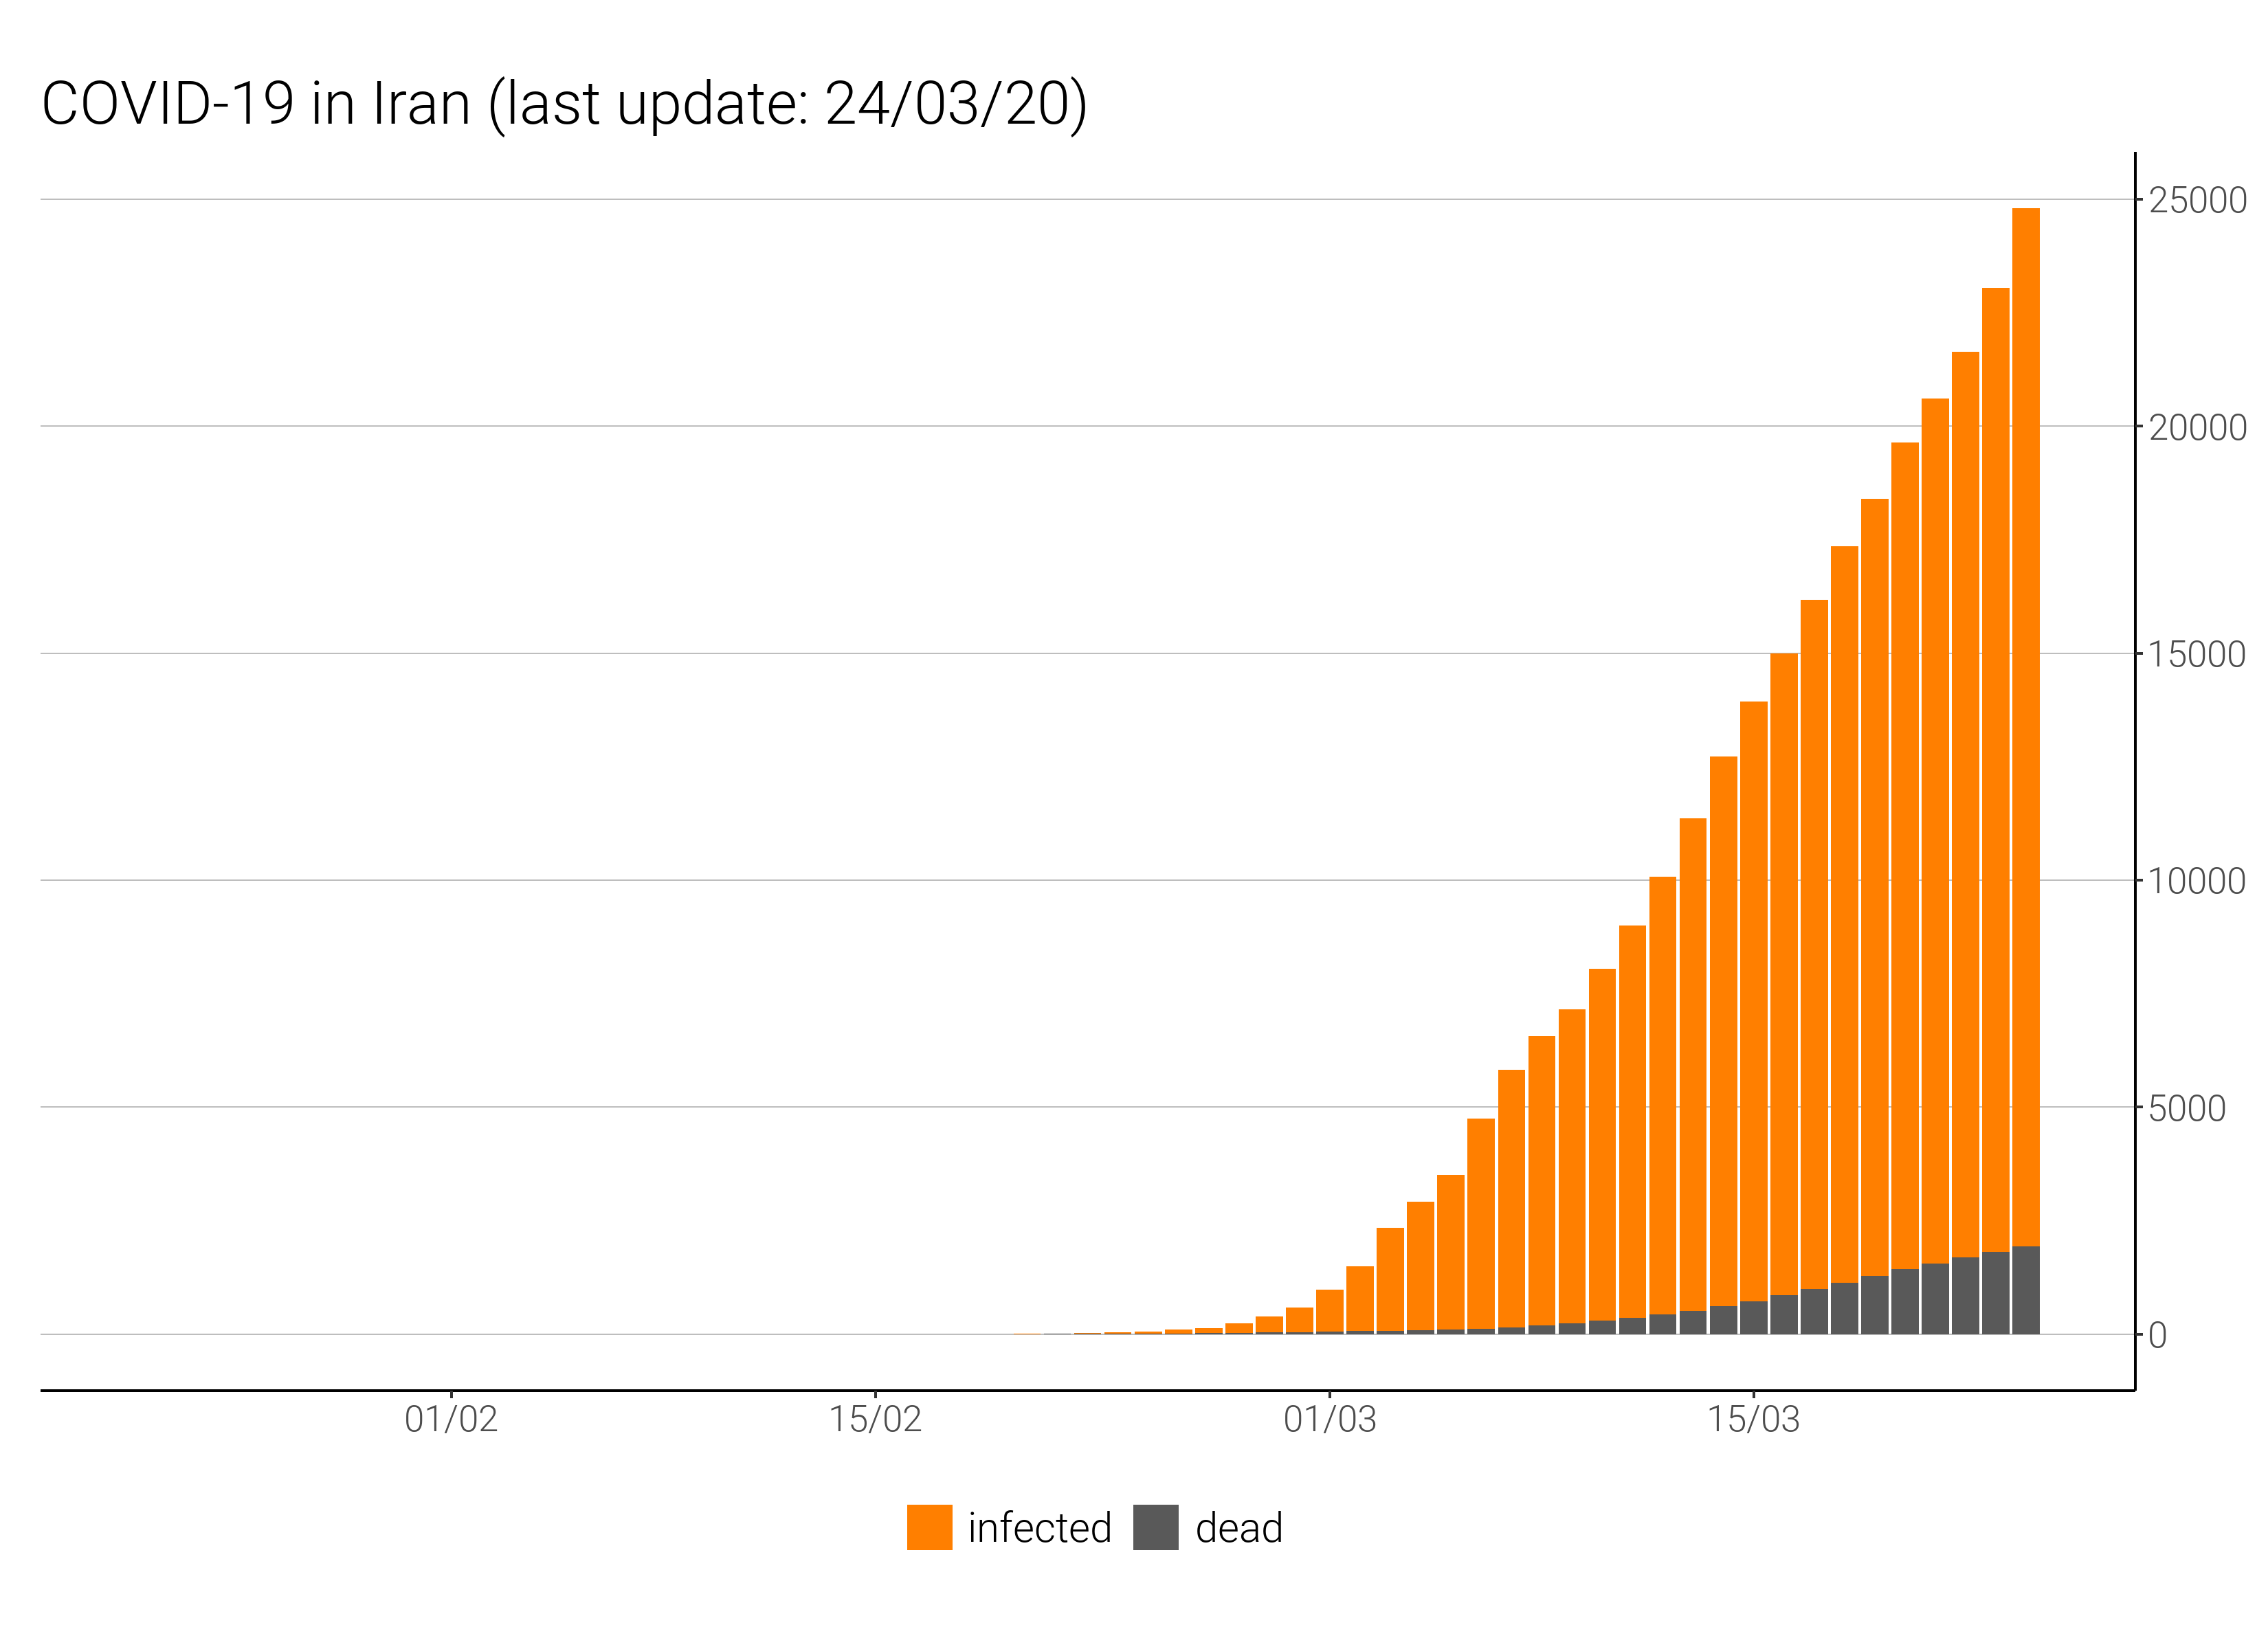 COVID-19 in Iran (last update: 24/03/20)
25000
20000
15000
10000
5000
0
01/02 15/02 01/03 15/03
infected dead